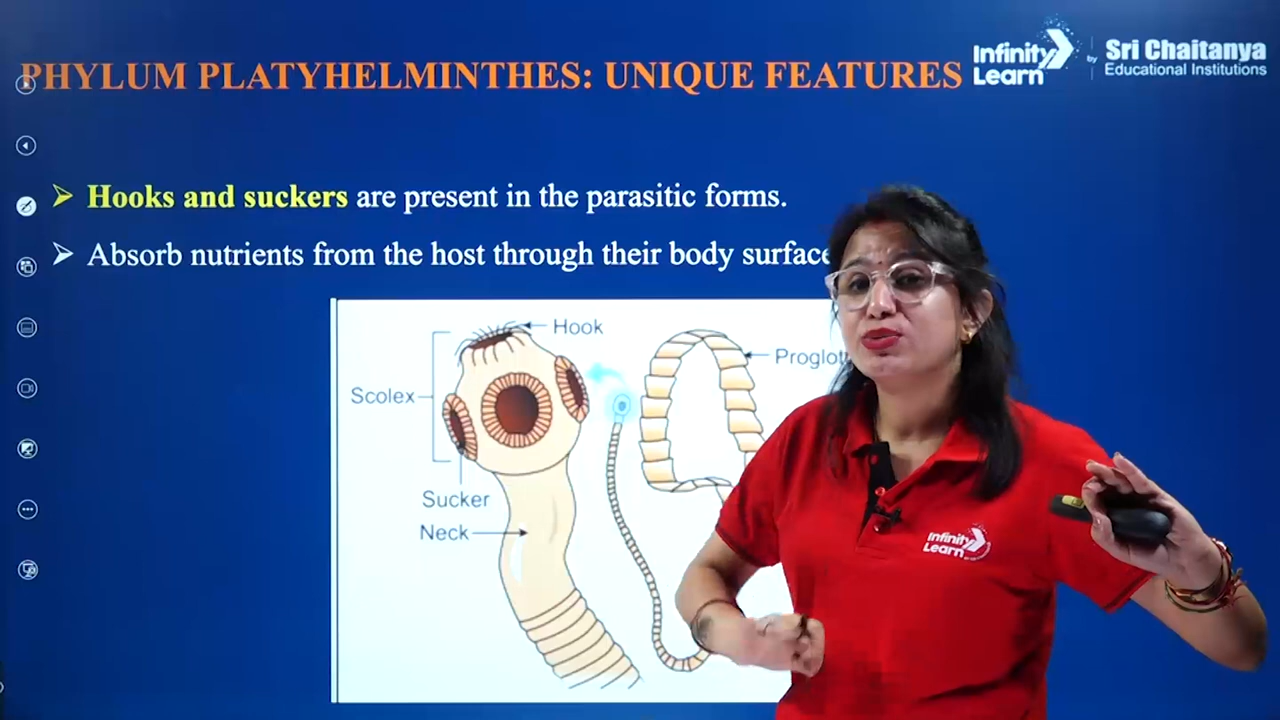 PHYLUM PLATYHELMINTHES: UNIQUE FEATURES
Infinity Learn
by
Sri Chaitanya
Educational Institutions
Hooks and suckers are present in the parasitic forms.
Absorb nutrients from the host through their body surface
Hook
Scolex
Sucker
Neck
Infinity Learn